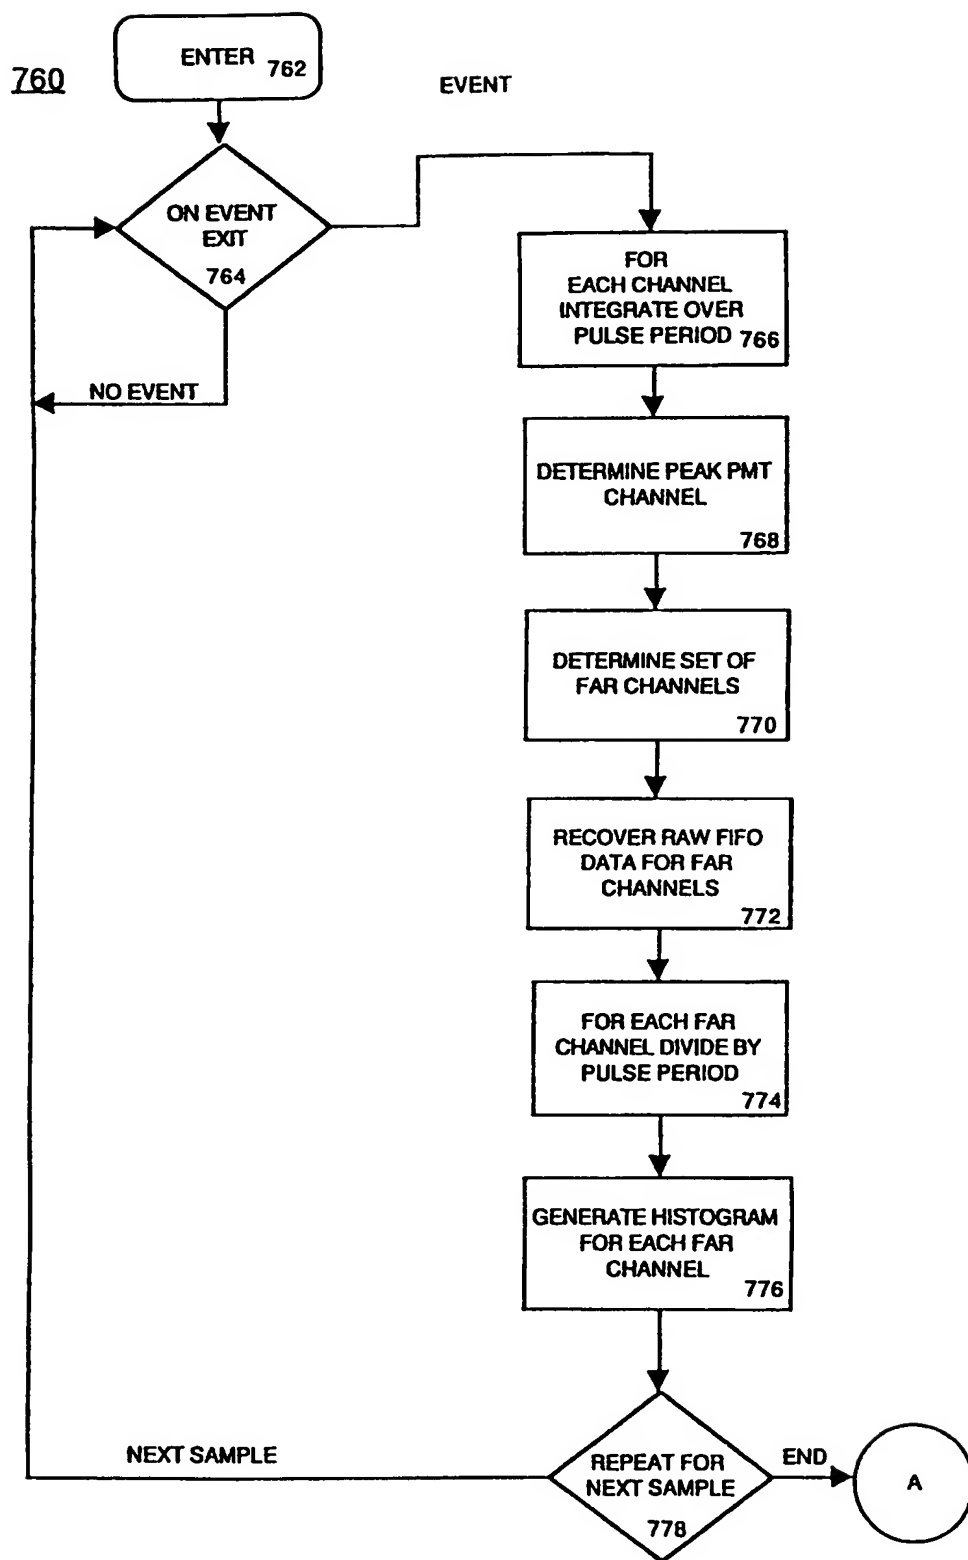 760
ENTER 762
EVENT
ON EVENT
EXIT
764
NO EVENT
FOR
EACH CHANNEL
INTEGRATE OVER
PULSE PERIOD 766
DETERMINE PEAK PMT
CHANNEL
768
DETERMINE SET OF
FAR CHANNELS
770
RECOVER RAW FIFO
DATA FOR FAR
CHANNELS
772
FOR EACH FAR
CHANNEL DIVIDE BY
PULSE PERIOD
774
GENERATE HISTOGRAM
FOR EACH FAR
CHANNEL
776
NEXT SAMPLE
REPEAT FOR
NEXT SAMPLE
778
END
A